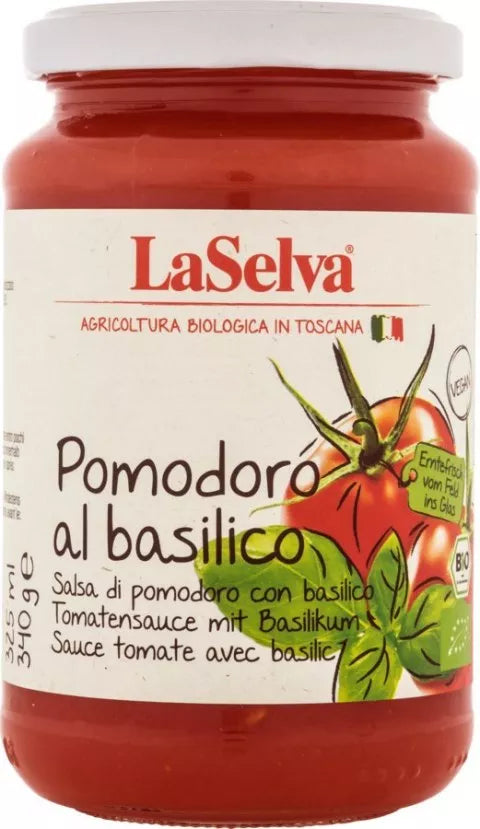 LaSelva®
AGRICOLTURA BIOLOGICA IN TOSCANA
VEGAN
Pomodoro
al basilico
Erntefrisch
vom Feld
ins Glas
BIO
Salsa di pomodoro con basilico
Tomatensauce mit Basilikum
Sauce tomate avec basilic
325 ml
340 g e